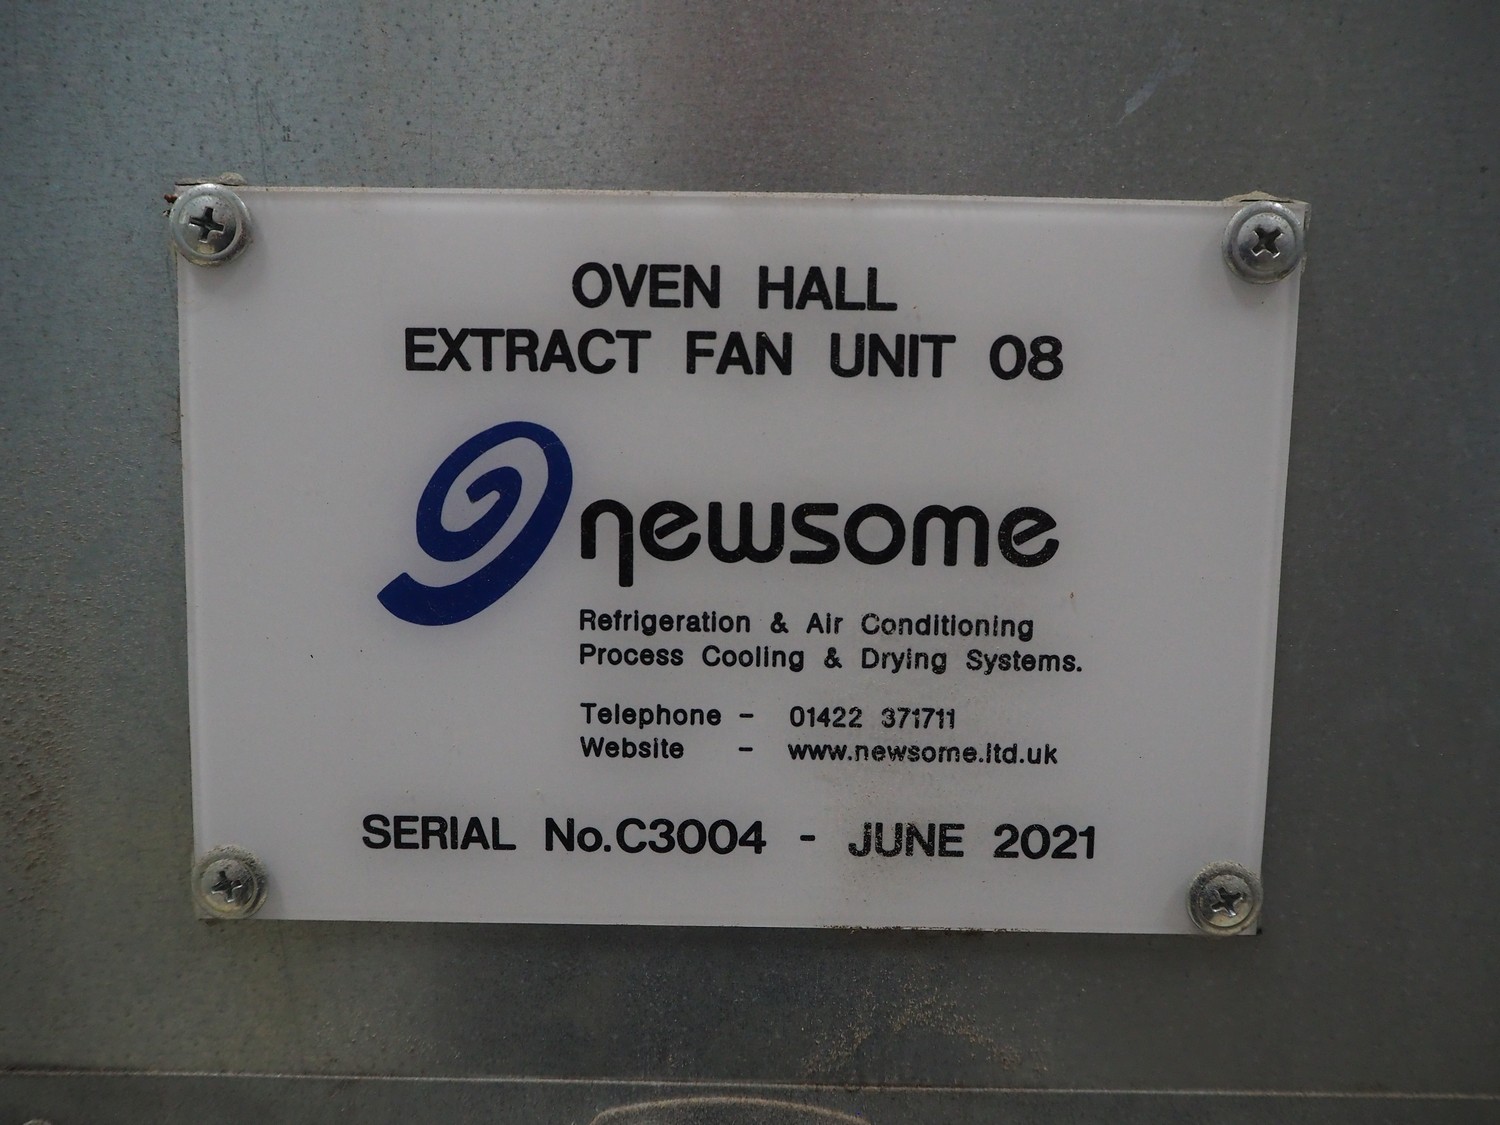 OVEN HALL
EXTRACT FAN UNIT 08
newsome
Refrigeration & Air Conditioning
Process Cooling & Drying Systems.
Telephone - 01422 371711
Website - www.newsome.ltd.uk
SERIAL No.C3004 - JUNE 2021